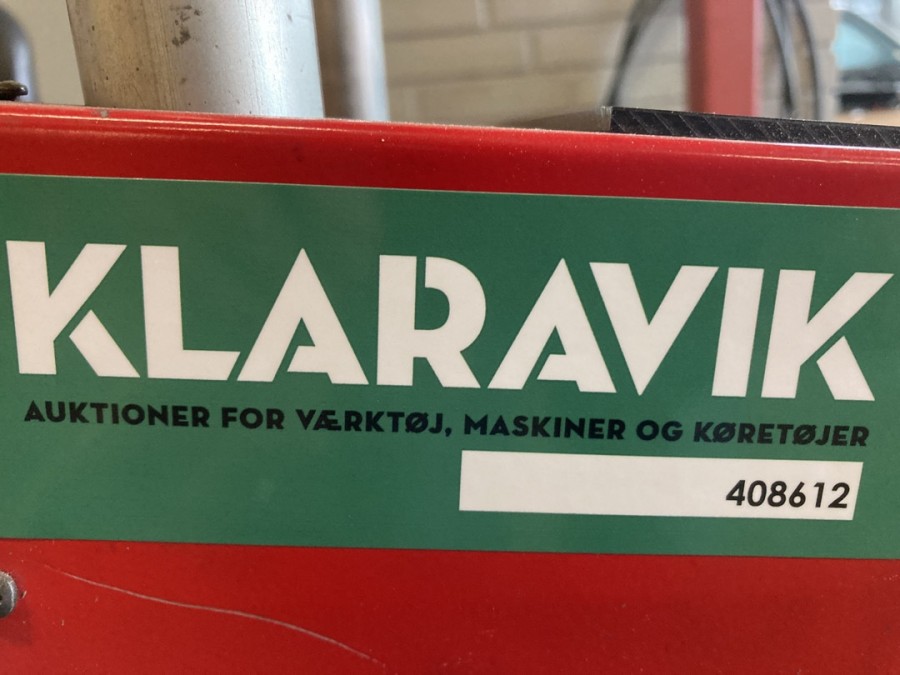 KLARAVIK
AUKTIONER FOR VÆRKTØJ, MASKINER OG KØRETØJER
408612